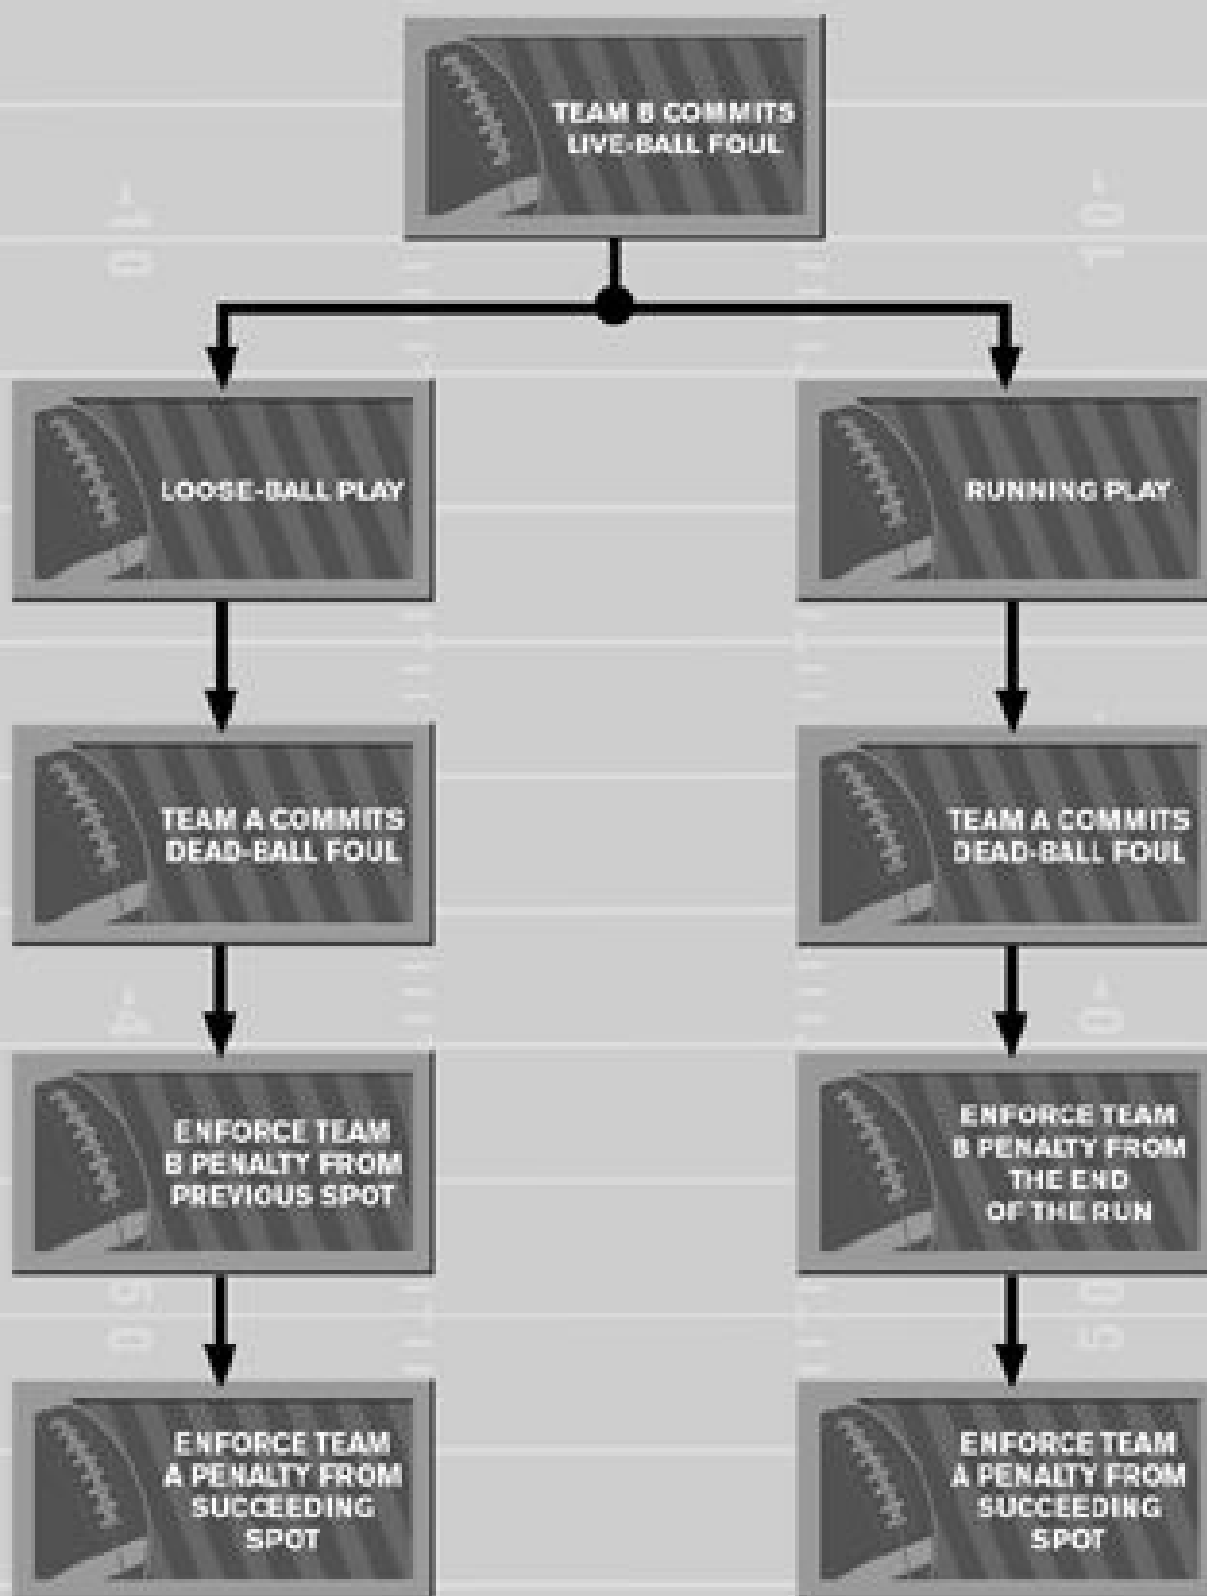 TEAM B COMMITS
LIVE-BALL FOUL
LOOSE-BALL PLAY
RUNNING PLAY
TEAM A COMMITS
DEAD-BALL FOUL
TEAM A COMMITS
DEAD-BALL FOUL
ENFORCE TEAM
B PENALTY FROM
PREVIOUS SPOT
ENFORCE TEAM
B PENALTY FROM
THE END
OF THE RUN
ENFORCE TEAM
A PENALTY FROM
SUCCEEDING
SPOT
ENFORCE TEAM
A PENALTY FROM
SUCCEEDING
SPOT
10
50